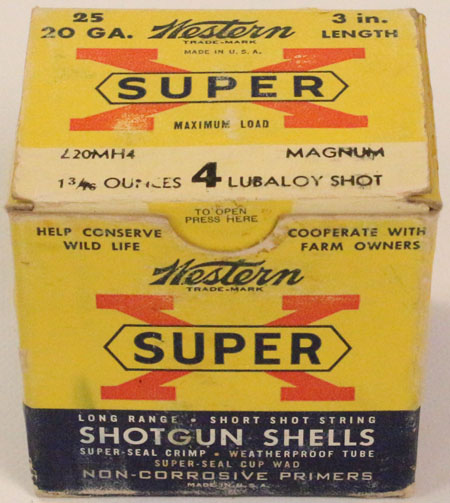 25 Western 3 in.
20 GA. TRADE-MARK LENGTH
MADE IN U.S.A.
X
SUPER
MAXIMUM LOAD
L20MH4 MAGNUM
1 3/16 OUNCES 4 LUBALOY SHOT
TO OPEN
PRESS HERE
HELP CONSERVE COOPERATE WITH
WILD LIFE FARM OWNERS
Western
TRADE-MARK
X
SUPER
LONG RANGE • SHORT SHOT STRING
SHOTGUN SHELLS
SUPER-SEAL CRIMP • WEATHERPROOF TUBE
SUPER-SEAL CUP WAD
NON-CORROSIVE PRIMERS
MADE IN U.S.A.